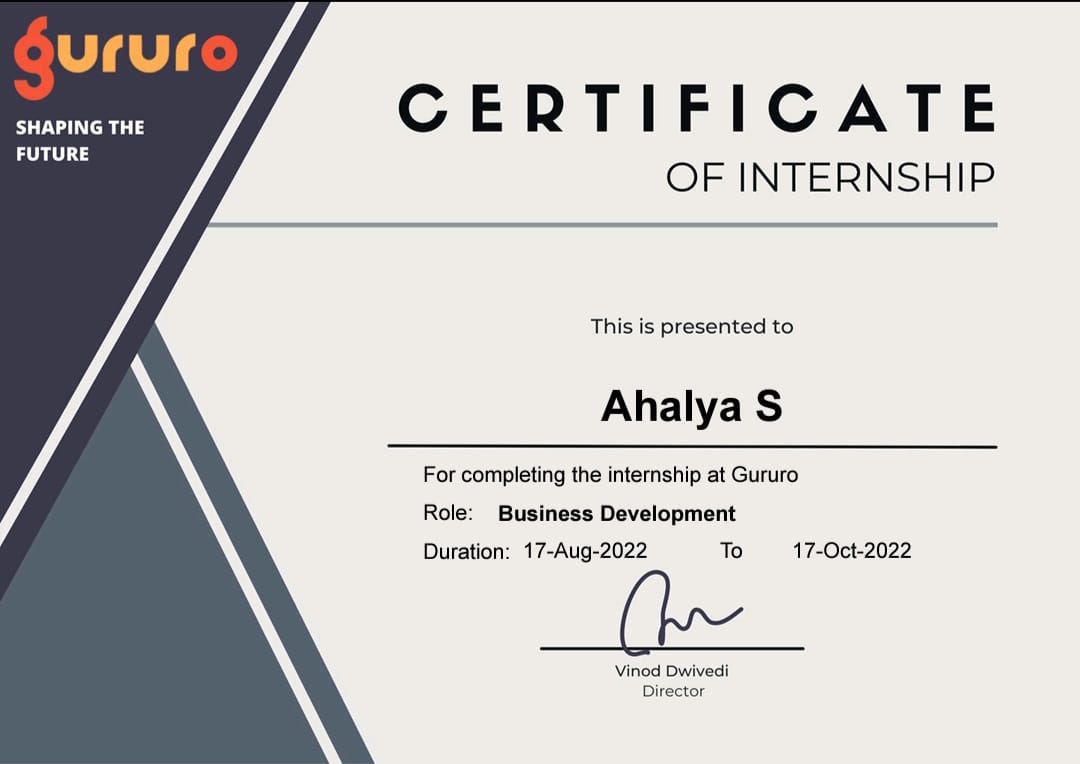 gururo
SHAPING THE
FUTURE
CERTIFICATE
OF INTERNSHIP
This is presented to
Ahalya S
For completing the internship at Gururo
Role: Business Development
Duration: 17-Aug-2022 To 17-Oct-2022
Vinod Dwivedi
Director